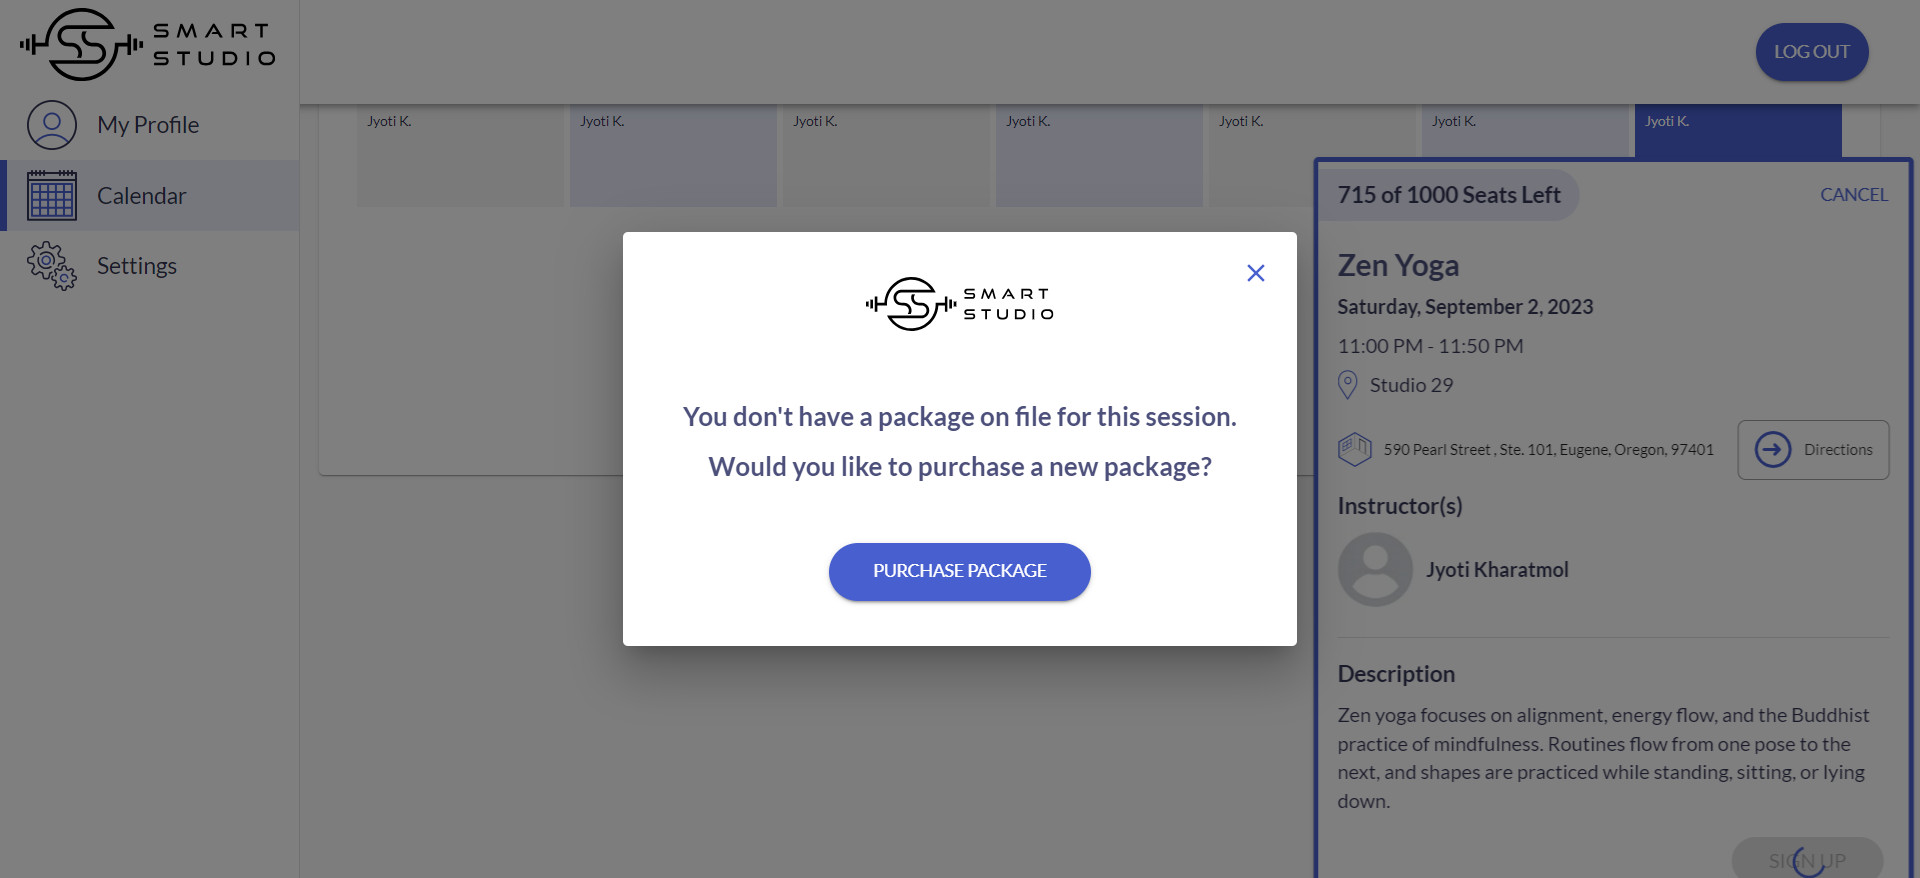 SMART
STUDIO
LOG OUT
My Profile
Calendar
Settings
Jyoti K.
Jyoti K.
Jyoti K.
Jyoti K.
Jyoti K.
Jyoti K.
Jyoti K.
715 of 1000 Seats Left
CANCEL
Zen Yoga
Saturday, September 2, 2023
11:00 PM - 11:50 PM
Studio 29
590 Pearl Street , Ste. 101, Eugene, Oregon, 97401
Directions
Instructor(s)
Jyoti Kharatmol
Description
Zen yoga focuses on alignment, energy flow, and the Buddhist
practice of mindfulness. Routines flow from one pose to the
next, and shapes are practiced while standing, sitting, or lying
down.
SIGN UP
SMART
STUDIO
You don't have a package on file for this session.
Would you like to purchase a new package?
PURCHASE PACKAGE